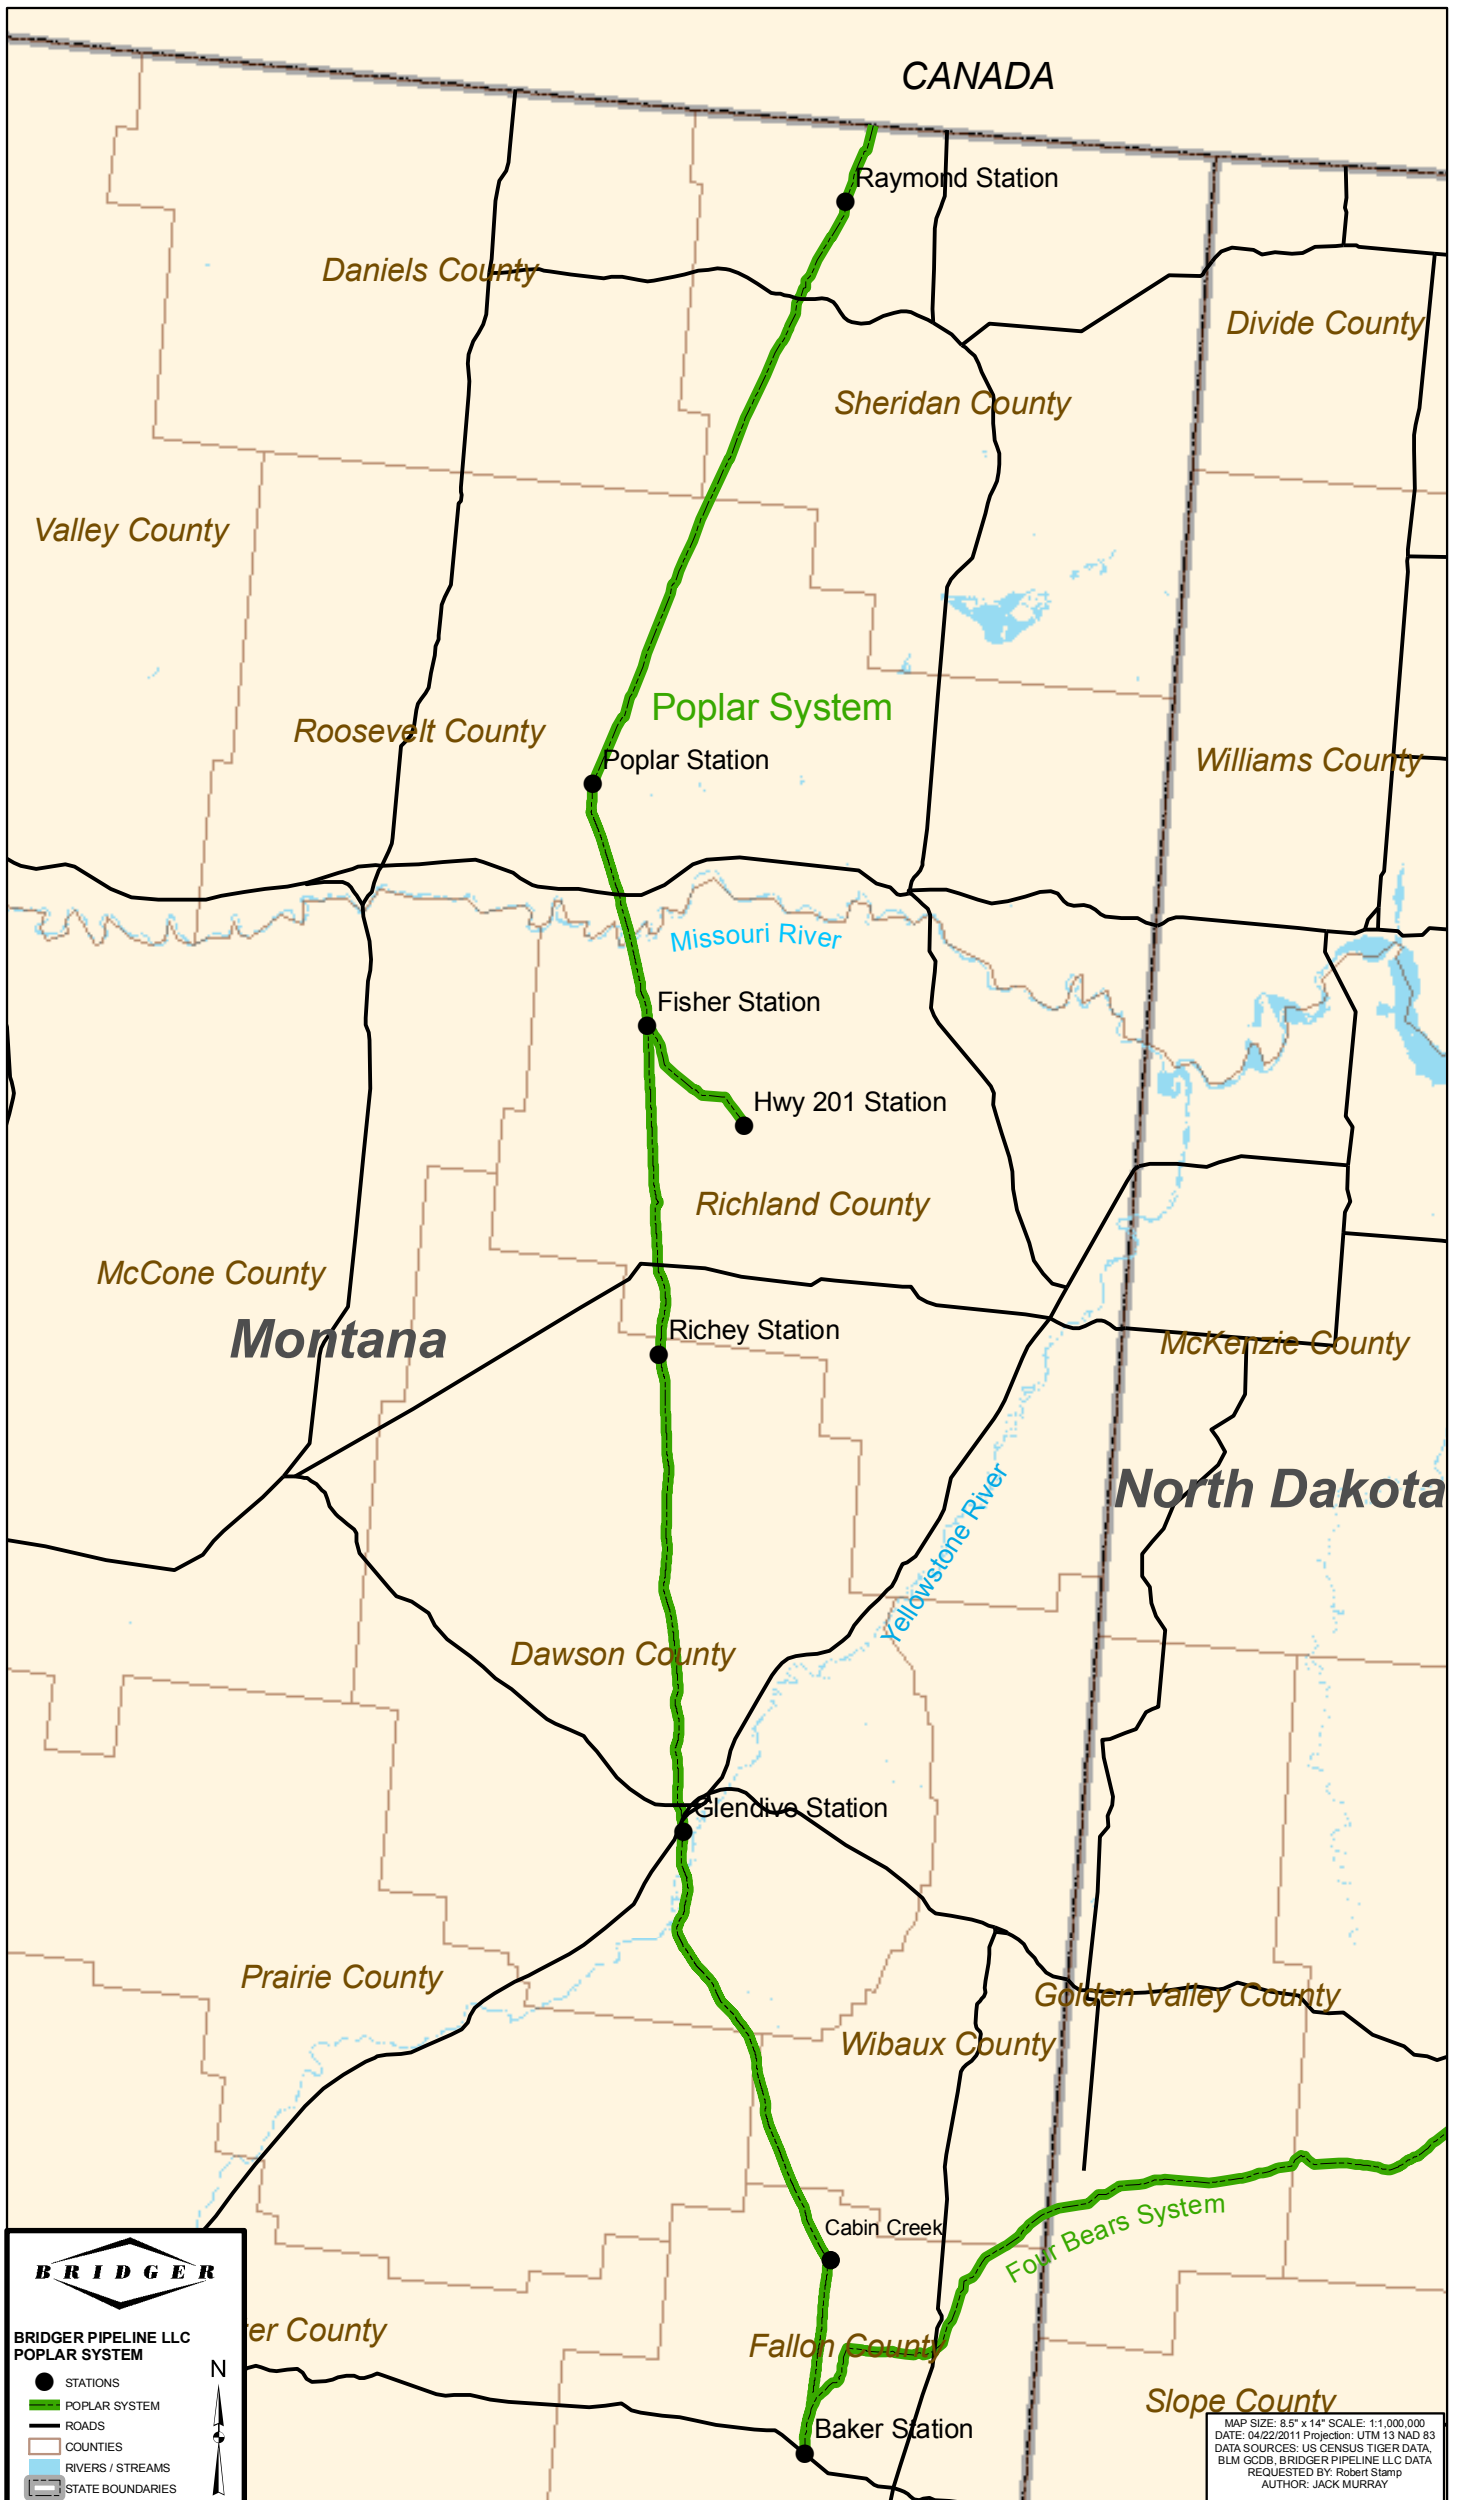 CANADA
Raymond Station
Daniels County
Divide County
Sheridan County
Valley County
Poplar System
Roosevelt County
Poplar Station
Williams County
Missouri River
Fisher Station
Hwy 201 Station
Richland County
McCone County
Montana
Richey Station
McKenzie County
North Dakota
Yellowstone River
Dawson County
Glendive Station
Prairie County
Golden Valley County
Wibaux County
Four Bears System
Cabin Creek
er County
Fallon County
Slope County
Baker Station
BRIDGER
BRIDGER PIPELINE LLC
POPLAR SYSTEM
N
STATIONS
POPLAR SYSTEM
ROADS
COUNTIES
RIVERS / STREAMS
STATE BOUNDARIES
MAP SIZE: 8.5" x 14" SCALE: 1:1,000,000
DATE: 04/22/2011 Projection: UTM 13 NAD 83
DATA SOURCES: US CENSUS TIGER DATA,
BLM GCDB, BRIDGER PIPELINE LLC DATA
REQUESTED BY: Robert Stamp
AUTHOR: JACK MURRAY